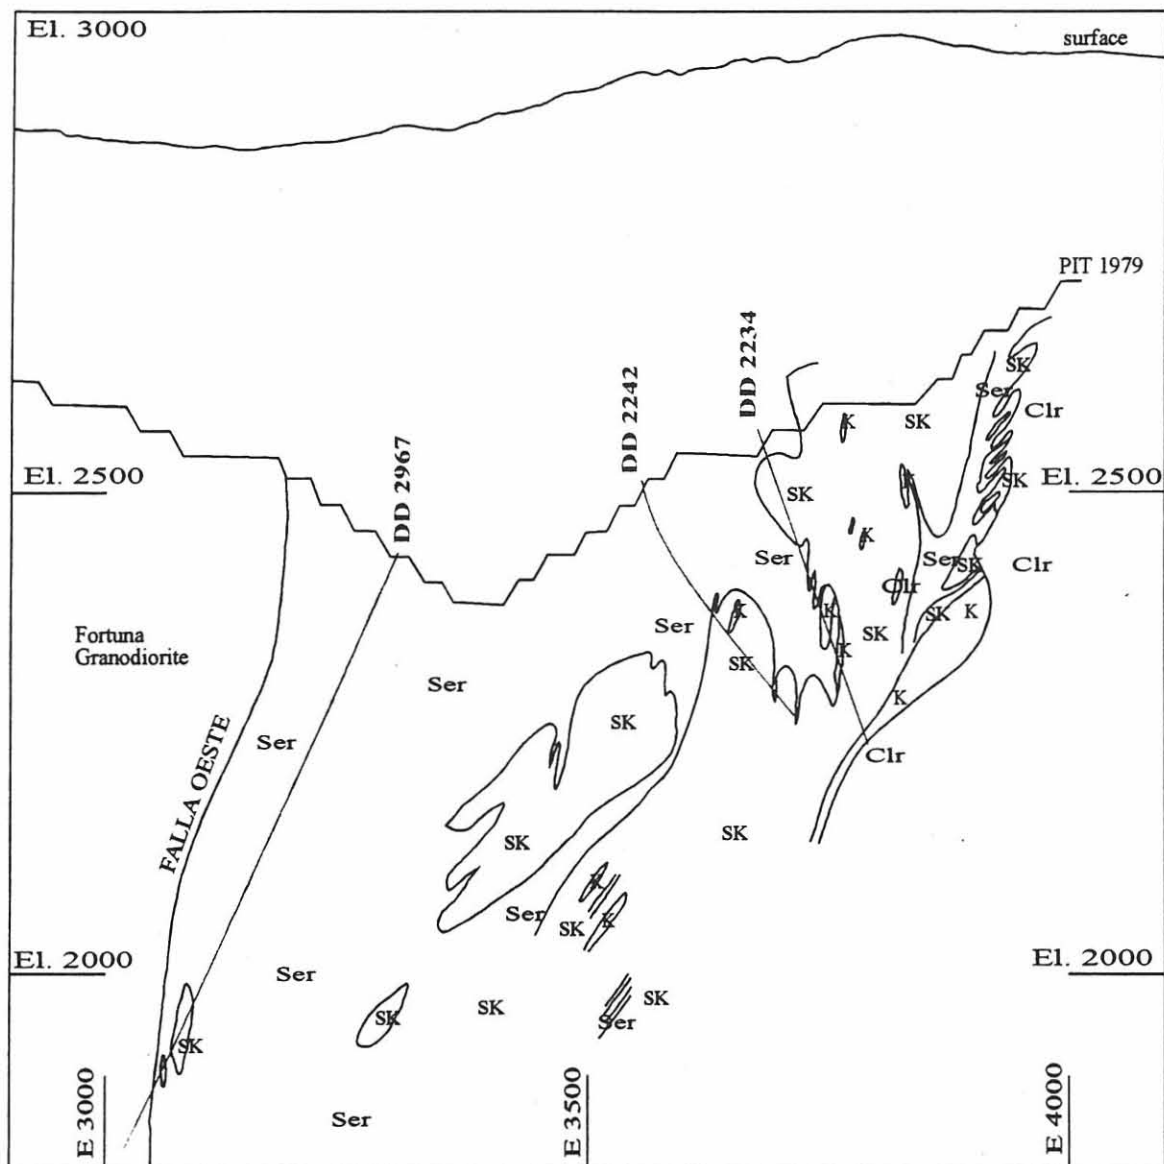 El. 3000
surface
PIT 1979
DD 2234
DD 2242
DD 2967
SK
Ser
Clr
K
SK
SK
El. 2500
El. 2500
SK
K
SK
K
Ser
Ser
SK
Clr
Clr
K
K
SK
K
Fortuna
Granodiorite
Ser
SK
K
SK
Ser
K
SK
Ser
Clr
FALLA OESTE
SK
SK
K
Ser
K
SK
El. 2000
Ser
El. 2000
SK
SK
SK
Ser
SK
E 3000
E 3500
E 4000
Ser